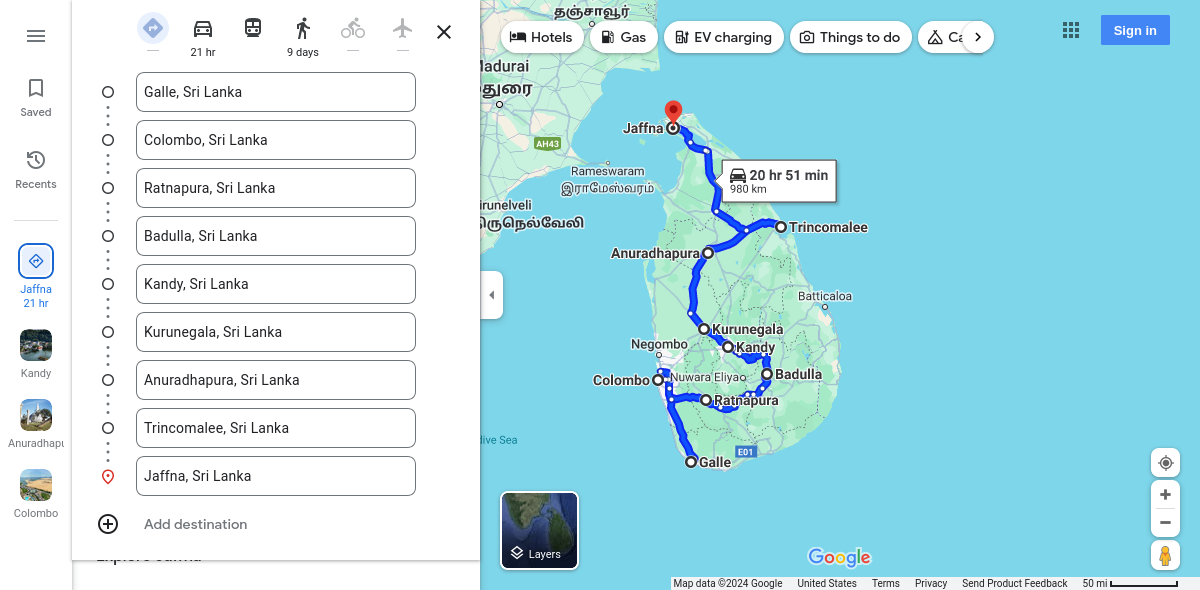 21 hr
9 days
Saved
Recents
Jaffna
21 hr
Kandy
Anuradhapu
Colombo
Galle, Sri Lanka
Colombo, Sri Lanka
Ratnapura, Sri Lanka
Badulla, Sri Lanka
Kandy, Sri Lanka
Kurunegala, Sri Lanka
Anuradhapura, Sri Lanka
Trincomalee, Sri Lanka
Jaffna, Sri Lanka
Add destination
Hotels
Gas
EV charging
Things to do
Ca
Sign in
தஞ்சாவூர்
Madurai
துரை
AH43
Jaffna
Rameswaram
இராமேஸ்வரம்
20 hr 51 min
980 km
irunelveli
ிருநெல்வேலி
Trincomalee
Anuradhapura
Batticaloa
Kurunegala
Negombo
Kandy
Colombo
Nuwara Eliya
Badulla
Ratnapura
dive Sea
E01
Galle
Layers
Google
Map data ©2024 Google
United States
Terms
Privacy
Send Product Feedback
50 mi